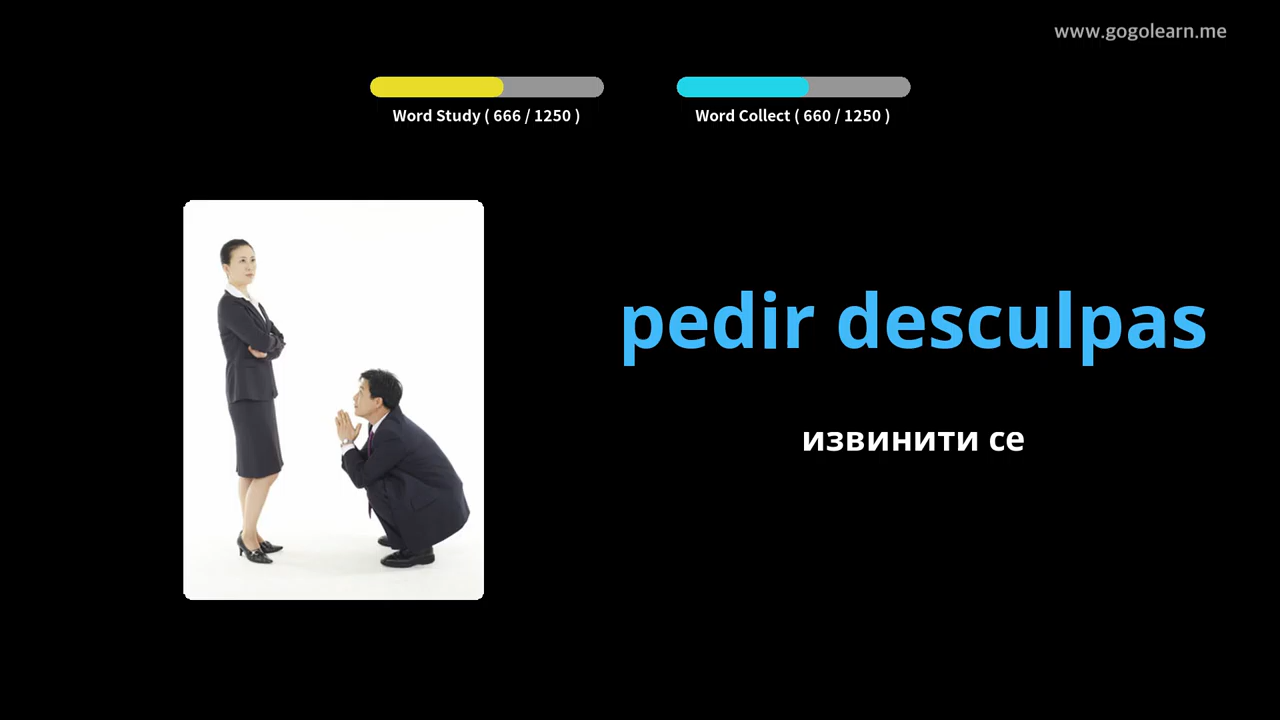 www.gogolearn.me
Word Study ( 666 / 1250 )
Word Collect ( 660 / 1250 )
pedir desculpas
извинити се